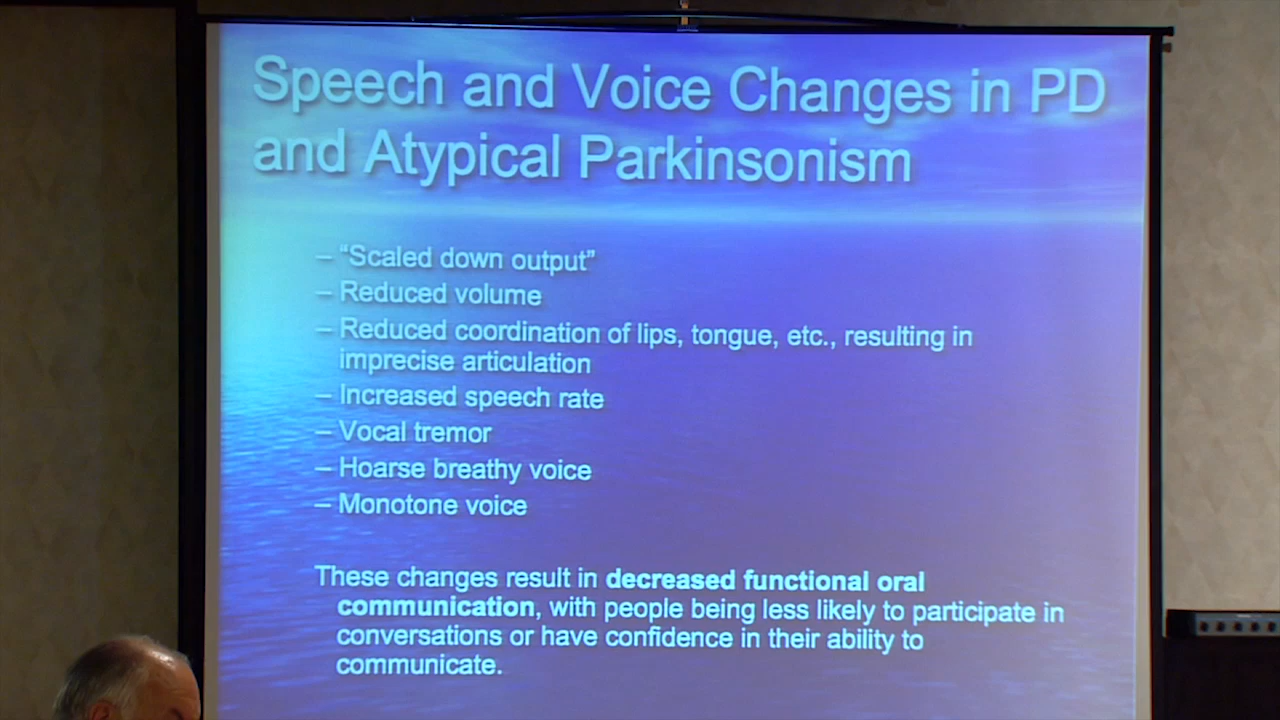 Speech and Voice Changes in PD
and Atypical Parkinsonism
– “Scaled down output”
– Reduced volume
– Reduced coordination of lips, tongue, etc., resulting in
imprecise articulation
– Increased speech rate
– Vocal tremor
– Hoarse breathy voice
– Monotone voice
These changes result in decreased functional oral
communication, with people being less likely to participate in
conversations or have confidence in their ability to
communicate.